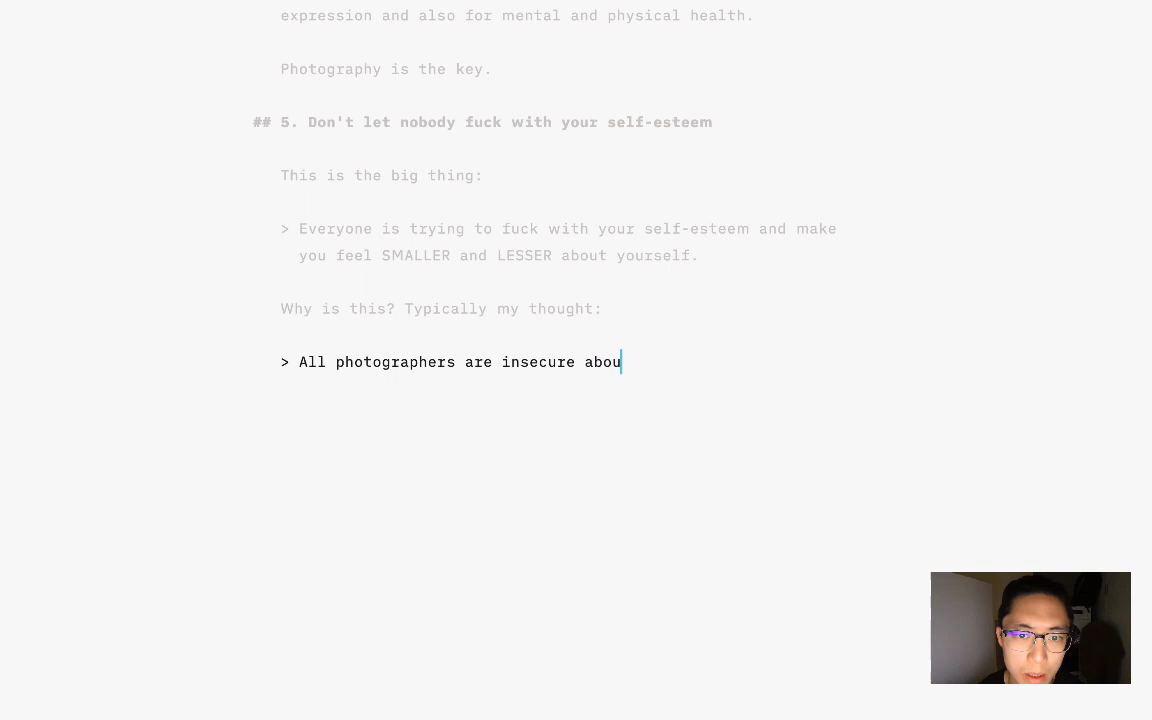 expression and also for mental and physical health.
Photography is the key.
## 5. Don't let nobody fuck with your self-esteem
This is the big thing:
> Everyone is trying to fuck with your self-esteem and make
you feel SMALLER and LESSER about yourself.
Why is this? Typically my thought:
> All photographers are insecure abou